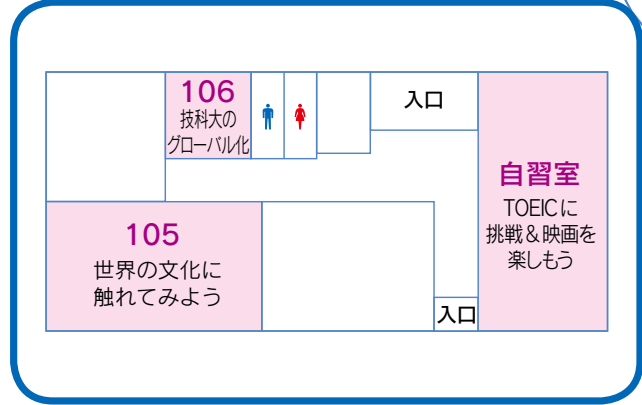 106
技科大の
グローバル化
入口
自習室
TOEICに
挑戦＆映画を
楽しもう
105
世界の文化に
触れてみよう
入口